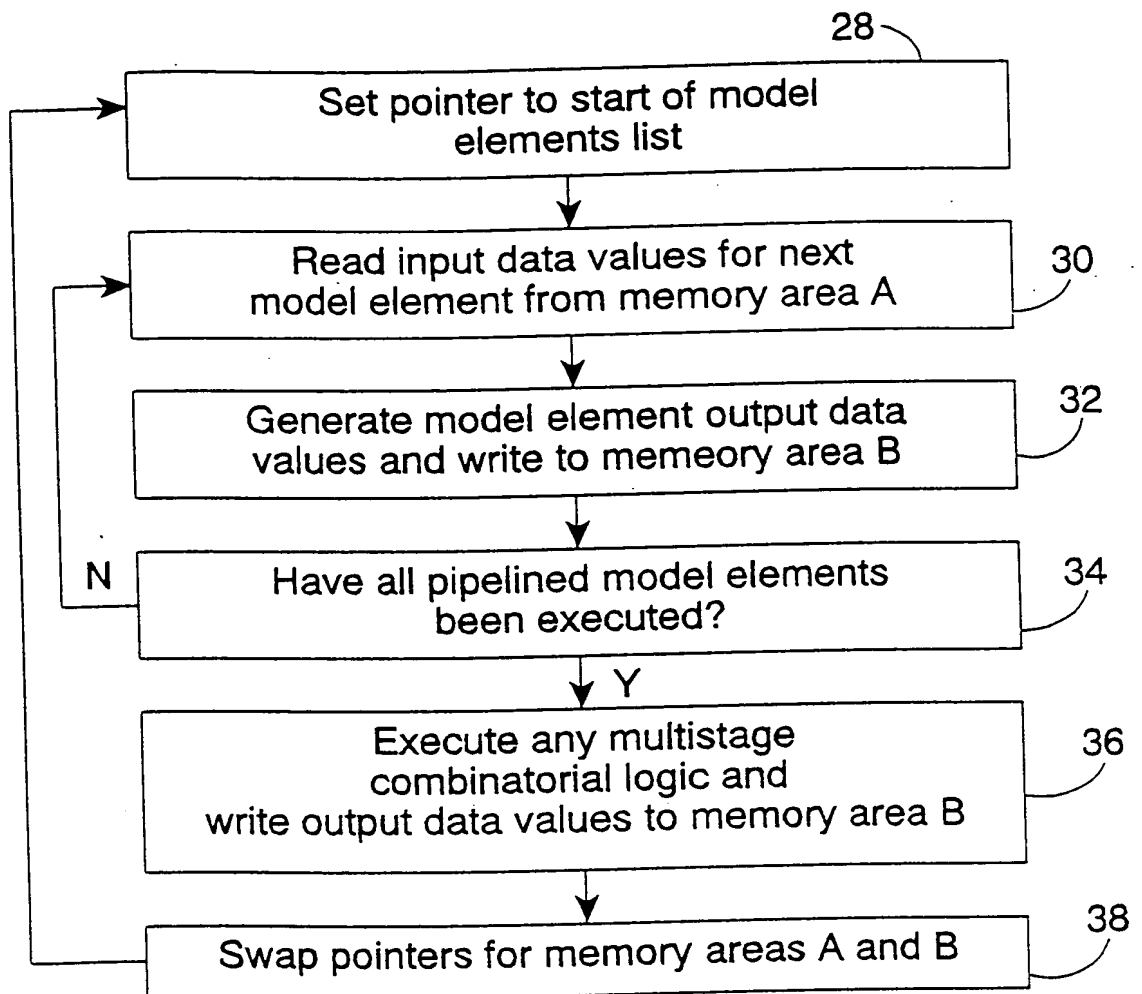 28
Set pointer to start of model
elements list
Read input data values for next
model element from memory area A
30
Generate model element output data
values and write to memeory area B
32
N
Have all pipelined model elements
been executed?
34
Y
Execute any multistage
combinatorial logic and
write output data values to memory area B
36
Swap pointers for memory areas A and B
38